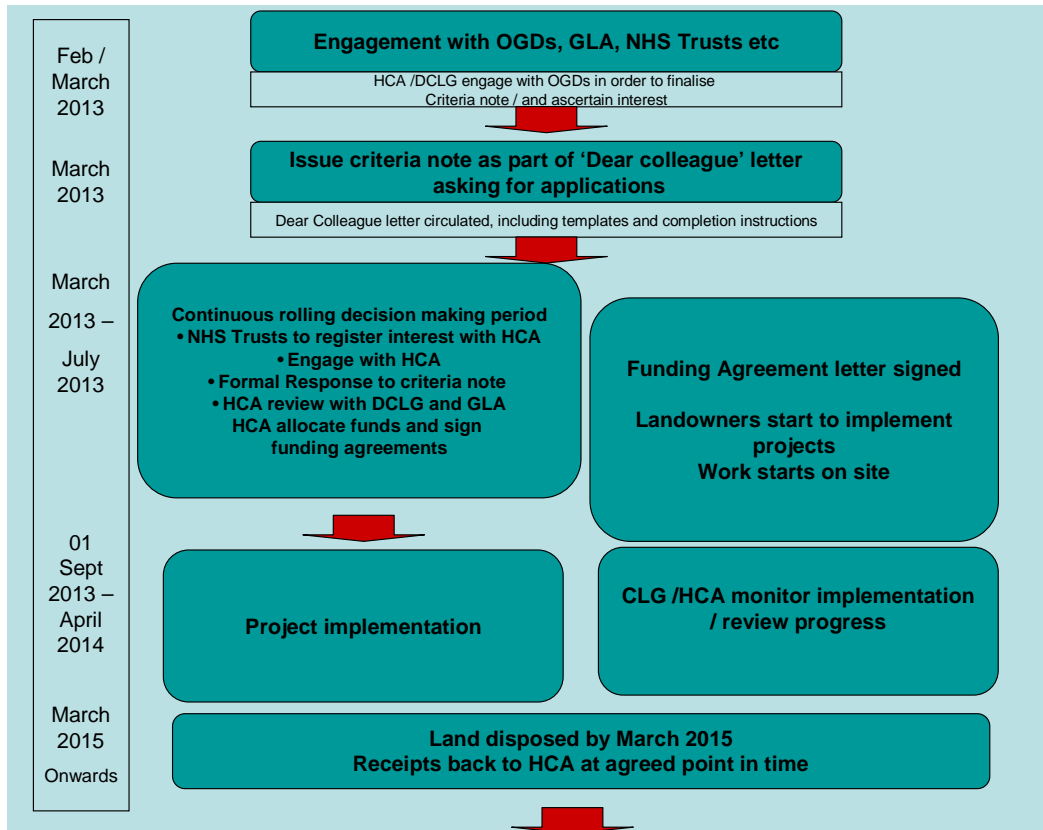 Feb /
March
2013
Engagement with OGDs, GLA, NHS Trusts etc
HCA /DCLG engage with OGDs in order to finalise
Criteria note / and ascertain interest
March
2013
Issue criteria note as part of ‘Dear colleague’ letter
asking for applications
Dear Colleague letter circulated, including templates and completion instructions
March
2013 –
July
2013
Continuous rolling decision making period
• NHS Trusts to register interest with HCA
• Engage with HCA
• Formal Response to criteria note
• HCA review with DCLG and GLA
HCA allocate funds and sign
funding agreements
Funding Agreement letter signed
Landowners start to implement
projects
Work starts on site
01
Sept
2013 –
April
2014
Project implementation
CLG /HCA monitor implementation
/ review progress
March
2015
Onwards
Land disposed by March 2015
Receipts back to HCA at agreed point in time